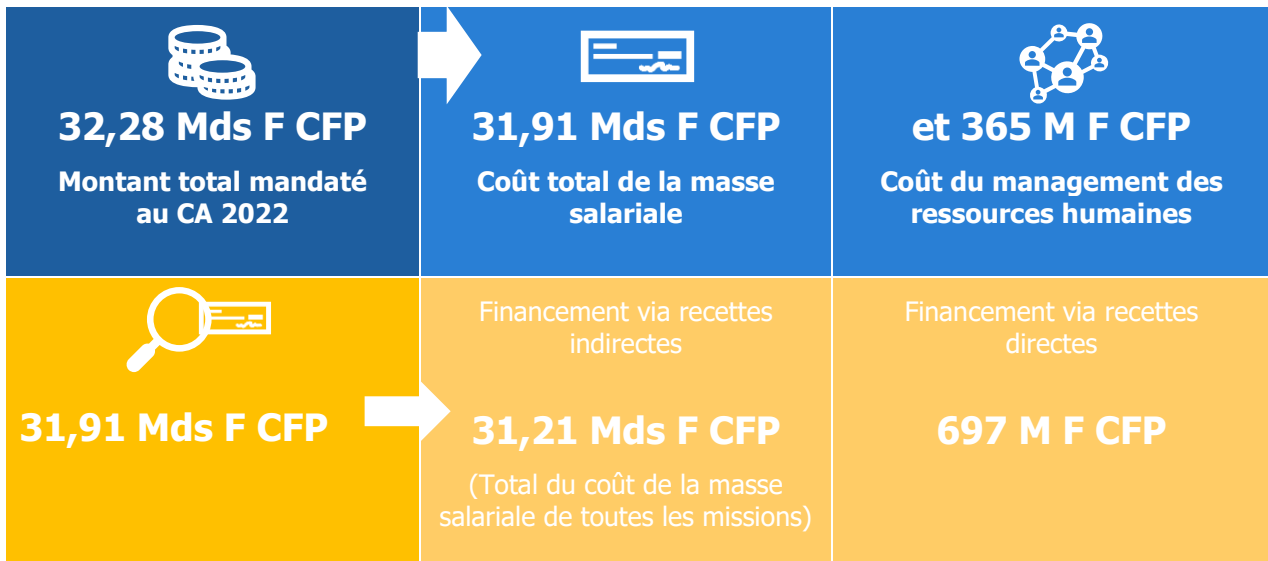 32,28 Mds F CFP
Montant total mandaté
au CA 2022
31,91 Mds F CFP
Coût total de la masse
salariale
et 365 M F CFP
Coût du management des
ressources humaines
31,91 Mds F CFP
Financement via recettes
indirectes
31,21 Mds F CFP
(Total du coût de la masse
salariale de toutes les missions)
Financement via recettes
directes
697 M F CFP